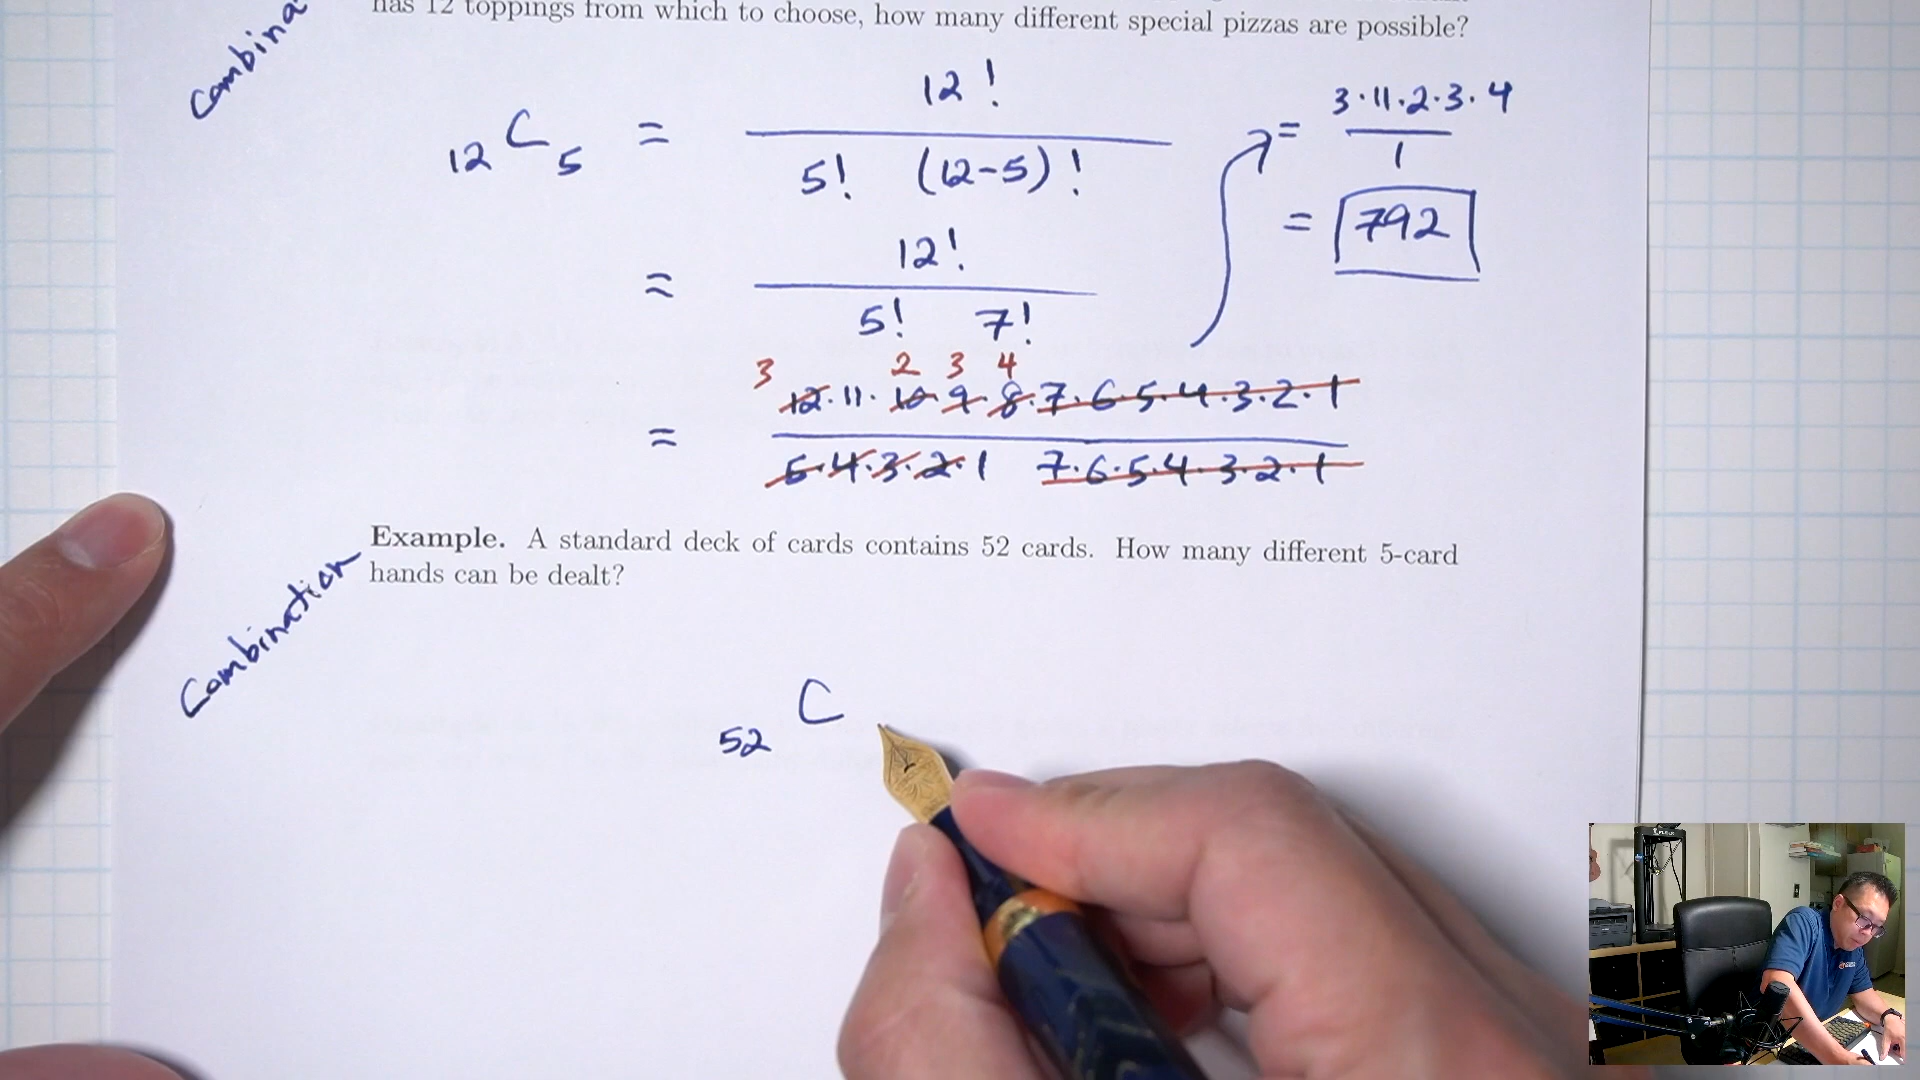 has 12 toppings from which to choose, how many different special pizzas are possible?
12 C 5 = 12! / 5! (12-5)!
= 3·11·2·3·4 / 1
= 792
= 12! / 5! 7!
3 2 3 4
= 12·11·10·9·8·7·6·5·4·3·2·1 / 5·4·3·2·1 7·6·5·4·3·2·1
Combination
Example. A standard deck of cards contains 52 cards. How many different 5-card
hands can be dealt?
52 C